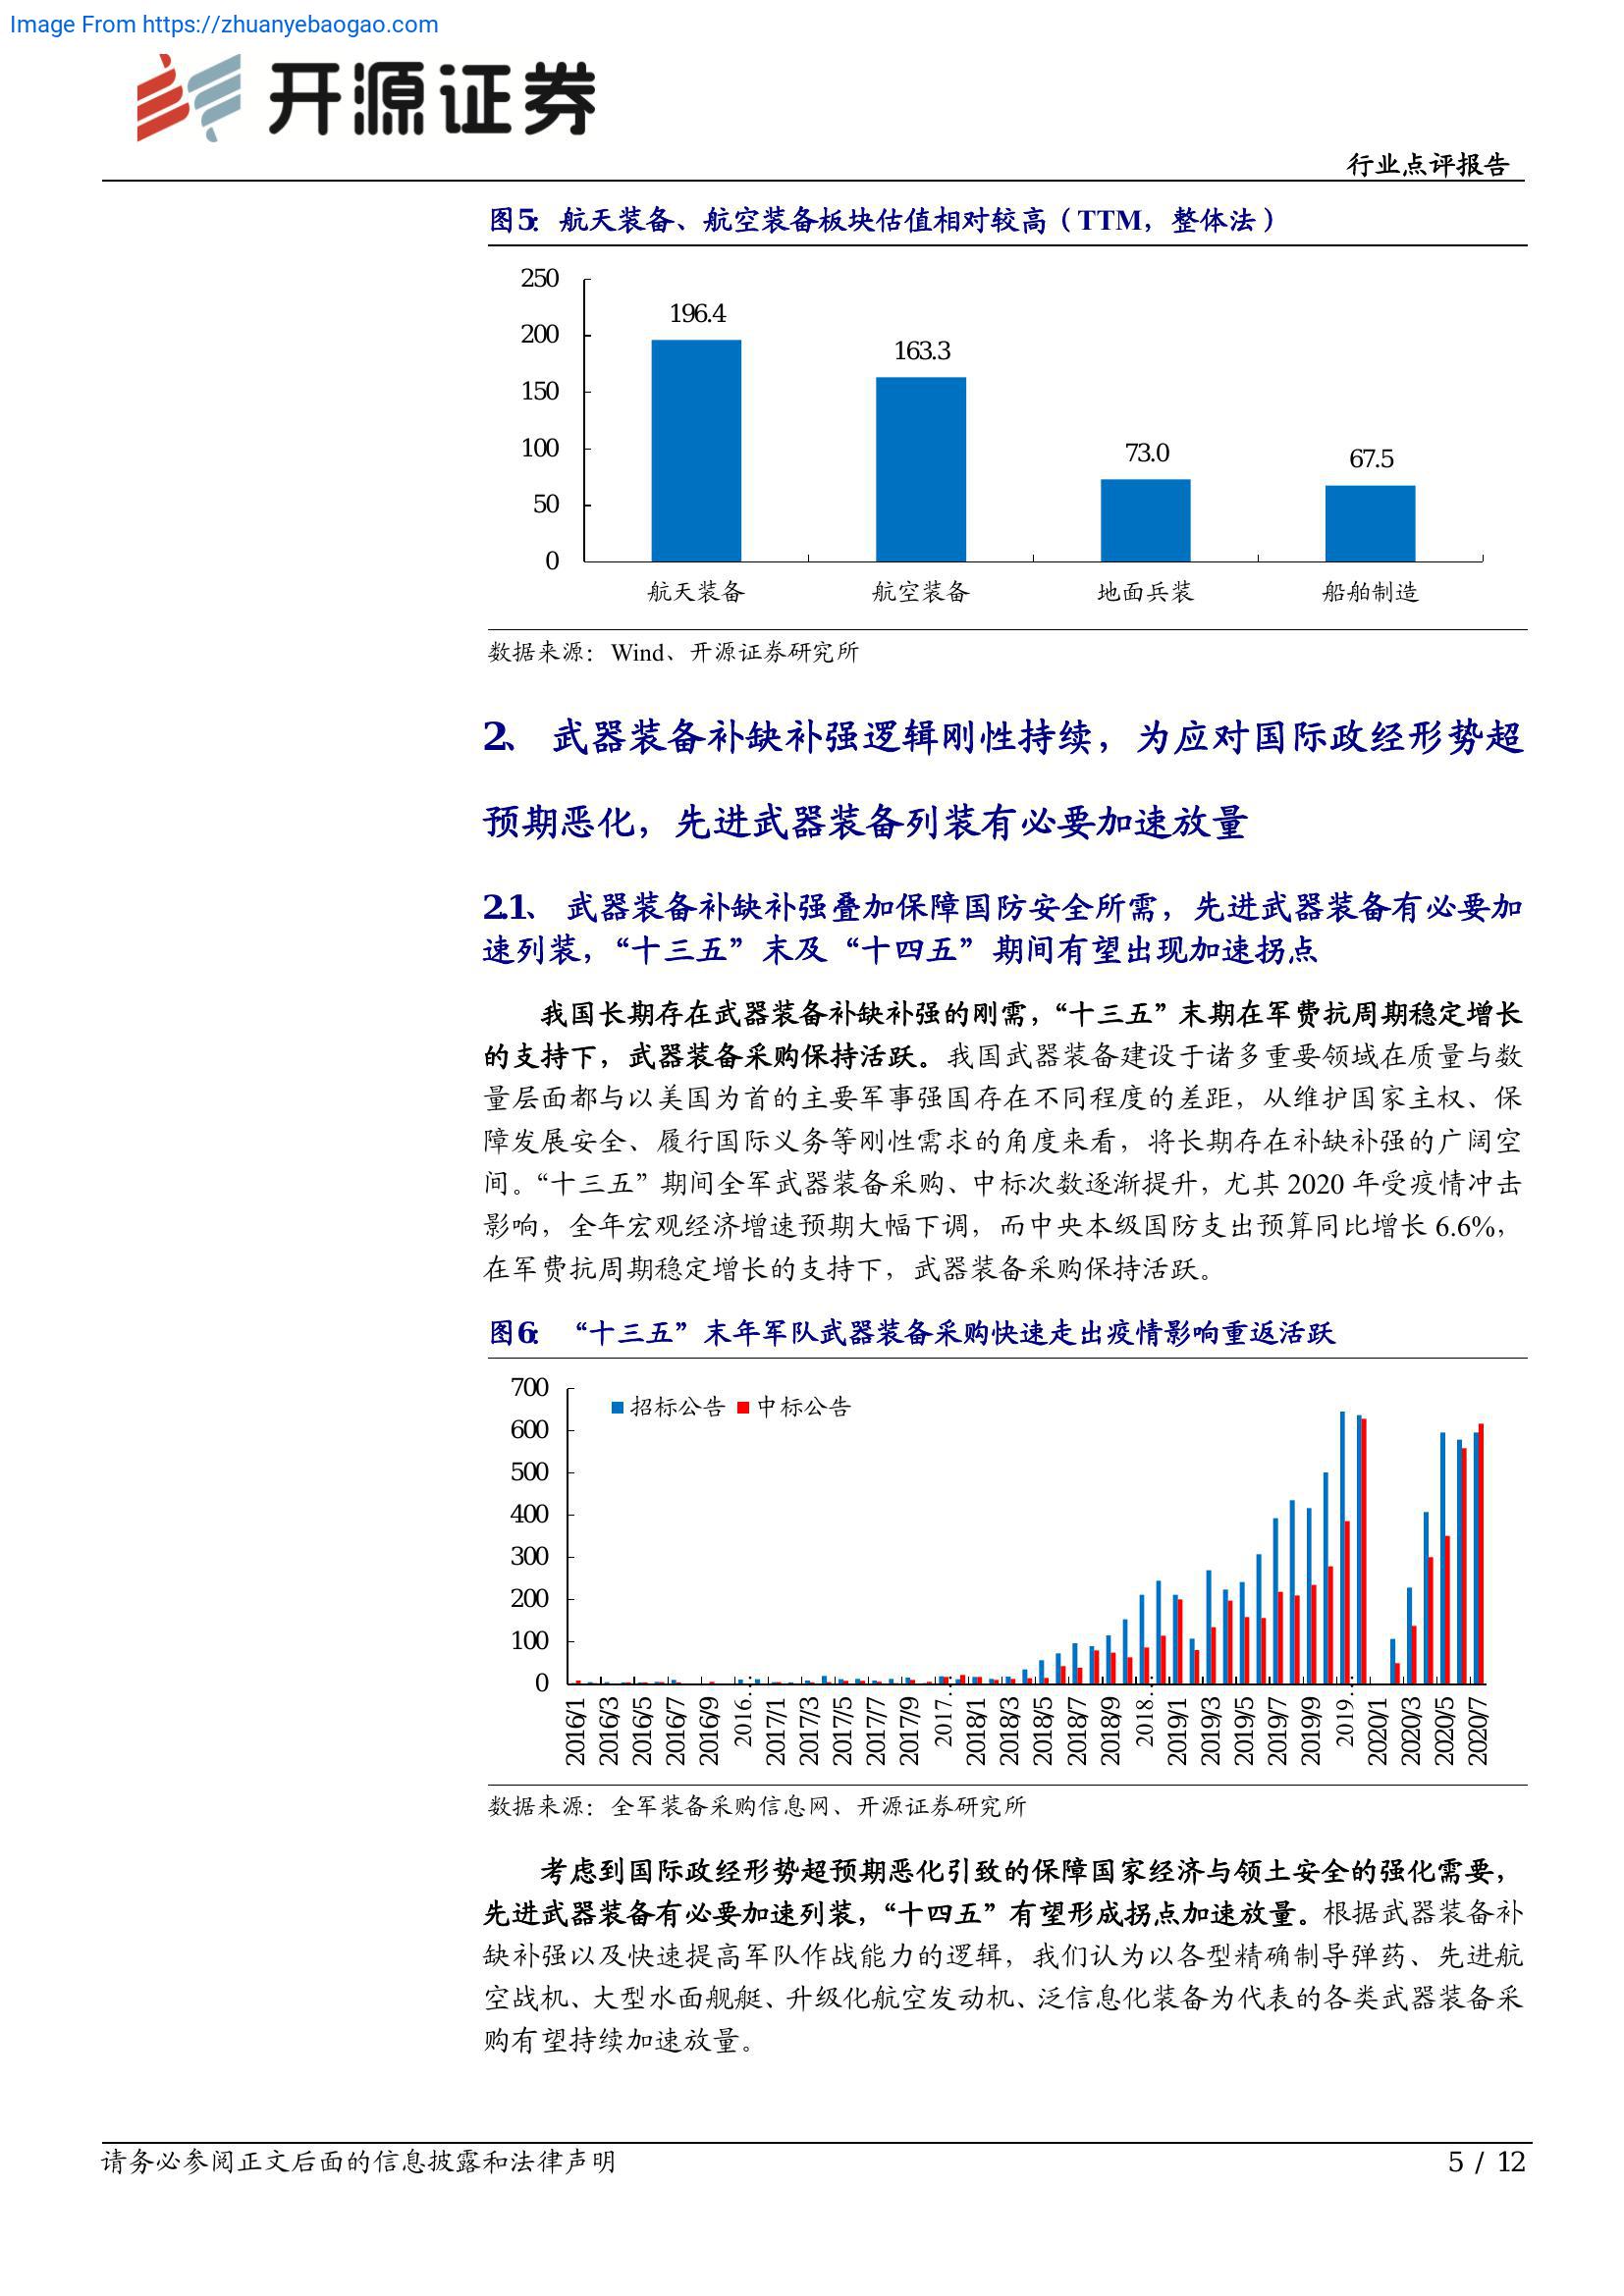 Image From https://zhuanyebaogao.com
开源证券
行业点评报告
图5： 航天装备、航空装备板块估值相对较高（TTM，整体法）
250
200
150
100
50
0
196.4
163.3
73.0
67.5
航天装备 航空装备 地面兵装 船舶制造
数据来源：Wind、开源证券研究所
2、 武器装备补缺补强逻辑刚性持续，为应对国际政经形势超
预期恶化，先进武器装备列装有必要加速放量
2.1、 武器装备补缺补强叠加保障国防安全所需，先进武器装备有必要加
速列装，“十三五”末及“十四五”期间有望出现加速拐点
我国长期存在武器装备补缺补强的刚需，“十三五”末期在军费抗周期稳定增长
的支持下，武器装备采购保持活跃。我国武器装备建设于诸多重要领域在质量与数
量层面都与以美国为首的主要军事强国存在不同程度的差距，从维护国家主权、保
障发展安全、履行国际义务等刚性需求的角度来看，将长期存在补缺补强的广阔空
间。“十三五”期间全军武器装备采购、中标次数逐渐提升，尤其 2020 年受疫情冲击
影响，全年宏观经济增速预期大幅下调，而中央本级国防支出预算同比增长 6.6%，
在军费抗周期稳定增长的支持下，武器装备采购保持活跃。
图6： “十三五”末年军队武器装备采购快速走出疫情影响重返活跃
700
600
500
400
300
200
100
0
招标公告 中标公告
2016/1 2016/3 2016/5 2016/7 2016/9 2016… 2017/1 2017/3 2017/5 2017/7 2017/9 2017… 2018/1 2018/3 2018/5 2018/7 2018/9 2018… 2019/1 2019/3 2019/5 2019/7 2019/9 2019… 2020/1 2020/3 2020/5 2020/7
数据来源：全军装备采购信息网、开源证券研究所
考虑到国际政经形势超预期恶化引致的保障国家经济与领土安全的强化需要，
先进武器装备有必要加速列装，“十四五”有望形成拐点加速放量。根据武器装备补
缺补强以及快速提高军队作战能力的逻辑，我们认为以各型精确制导弹药、先进航
空战机、大型水面舰艇、升级化航空发动机、泛信息化装备为代表的各类武器装备采
购有望持续加速放量。
请务必参阅正文后面的信息披露和法律声明
5 / 12